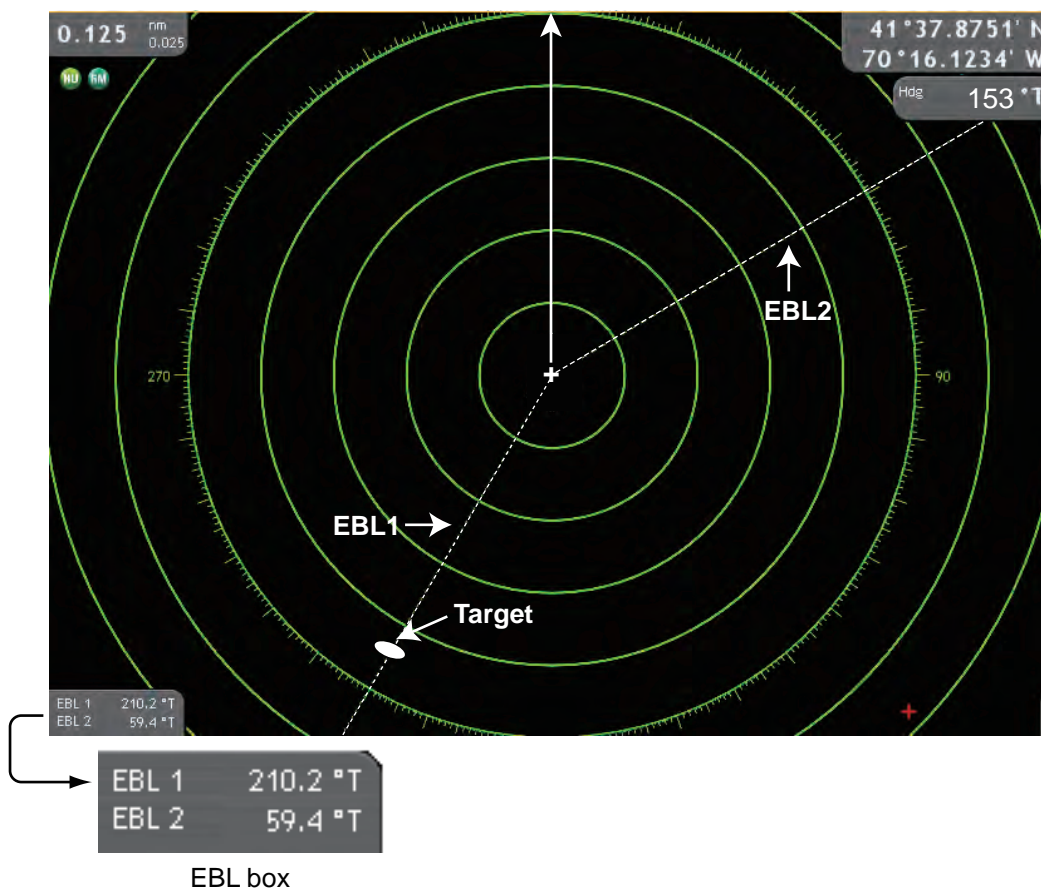 0.125 nm
0.025
HU RM
41°37.8751' N
70°16.1234' W
Hdg 153 °T
EBL2
270
90
EBL1
Target
EBL 1 210.2 °T
EBL 2 59.4 °T
EBL 1 210.2 °T
EBL 2 59.4 °T
EBL box